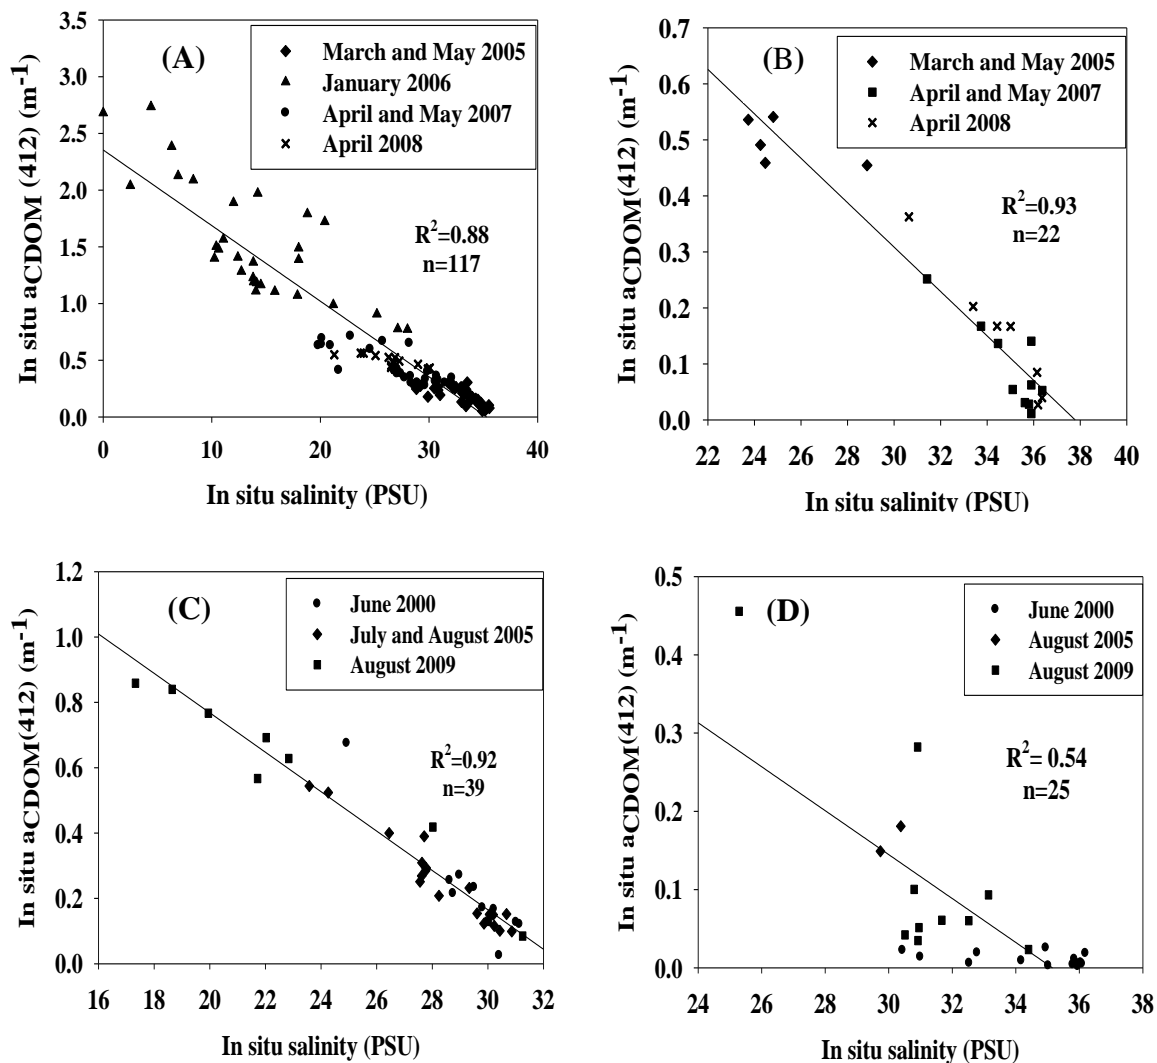 (A)
March and May 2005
January 2006
April and May 2007
April 2008
R²=0.88
n=117
3.5
3.0
2.5
2.0
1.5
1.0
0.5
0.0
0 10 20 30 40
In situ aCDOM(412) (m⁻¹)
In situ salinity (PSU)
(B)
March and May 2005
April and May 2007
April 2008
R²=0.93
n=22
0.7
0.6
0.5
0.4
0.3
0.2
0.1
0.0
22 24 26 28 30 32 34 36 38 40
In situ aCDOM(412) (m⁻¹)
In situ salinity (PSU)
(C)
June 2000
July and August 2005
August 2009
R²=0.92
n=39
1.2
1.0
0.8
0.6
0.4
0.2
0.0
16 18 20 22 24 26 28 30 32
In situ aCDOM(412) (m⁻¹)
In situ salinity (PSU)
(D)
June 2000
August 2005
August 2009
R²= 0.54
n=25
0.5
0.4
0.3
0.2
0.1
0.0
24 26 28 30 32 34 36 38
In situ aCDOM(412) (m⁻¹)
In situ salinity (PSU)